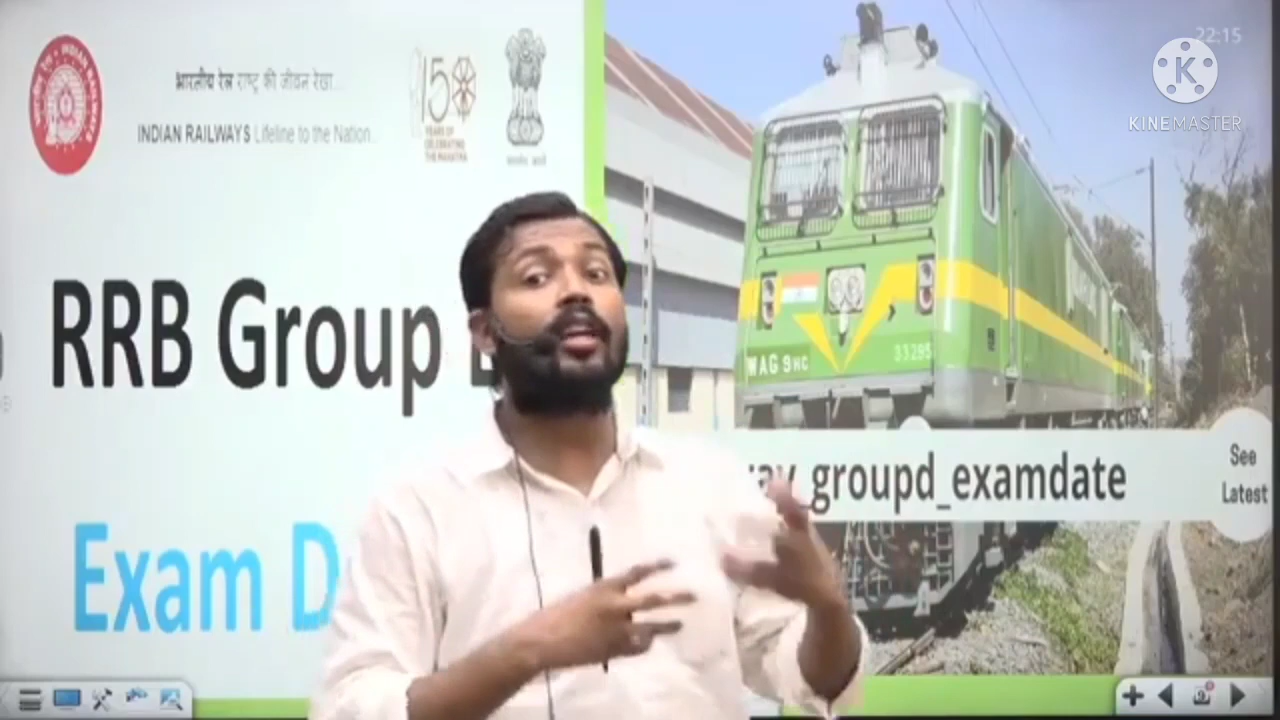 22:15
KINEMASTER
भारतीय रेल राष्ट्र की जीवन रेखा...
INDIAN RAILWAYS Lifeline to the Nation...
150
YEARS OF
CELEBRATING
THE MAHATMA
RRB Group
Exam D
WAG 9HC
33295
_groupd_examdate
See
Latest